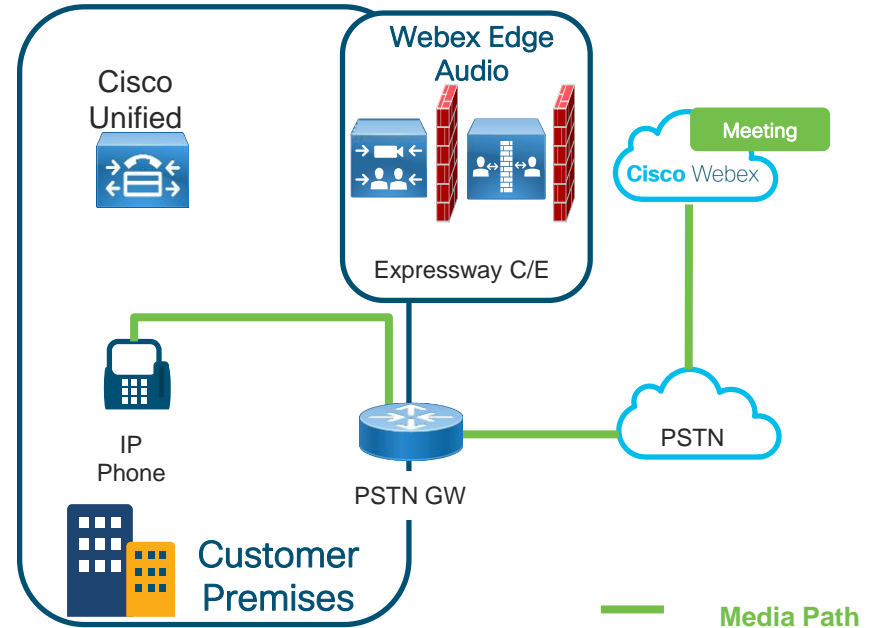 Webex Edge
Audio
Cisco
Unified
Meeting
Cisco Webex
Expressway C/E
IP
Phone
PSTN
PSTN GW
Customer
Premises
Media Path